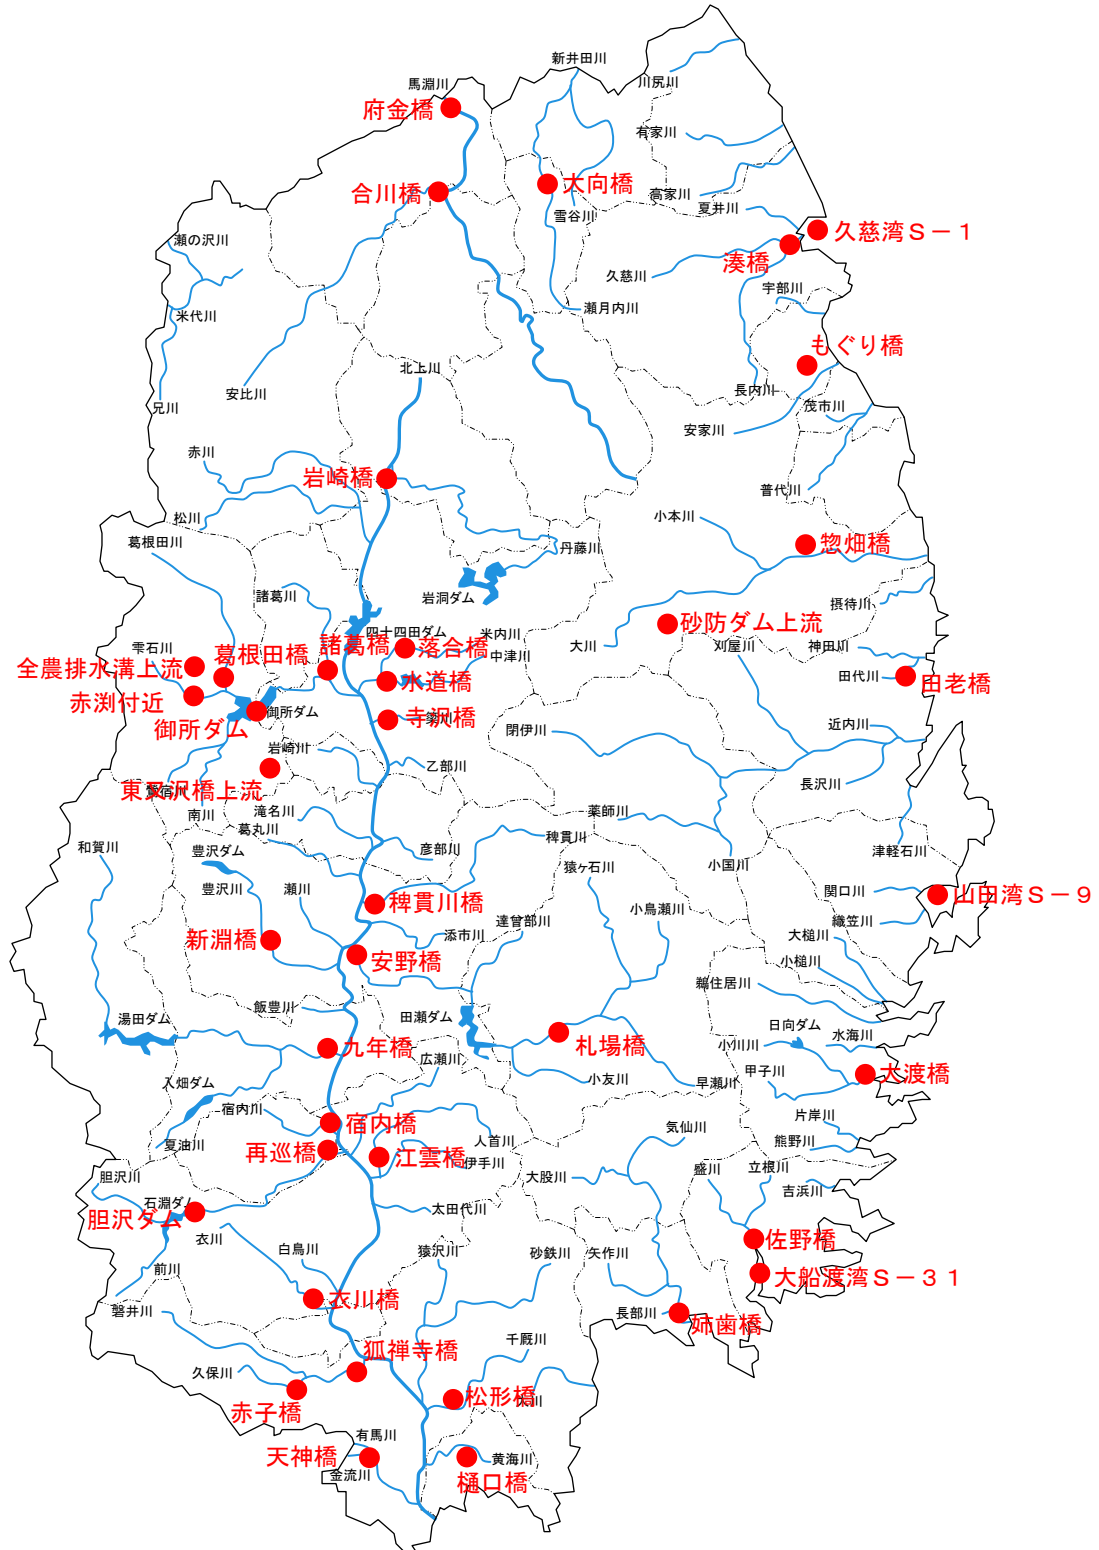 新井田川
川尻川
馬淵川
府金橋
有家川
合川橋
大向橋
高家川
夏井川
雪谷川
久慈湾Ｓ－１
瀬の沢川
湊橋
久慈川
宇部川
瀬月内川
米代川
もぐり橋
北上川
安比川
長内川
兄川
茂市川
安家川
赤川
岩崎橋
普代川
松川
小本川
葛根田川
惣畑橋
丹藤川
諸葛川
岩洞ダム
摂待川
四十四田ダム
砂防ダム上流
米内川
雫石川
諸葛橋
落合橋
大川
刈屋川
神田川
葛根田橋
中津川
全農排水溝上流
水道橋
田代川
田老橋
赤渕付近
御所ダム
御所ダム
寺沢橋
簗川
閉伊川
近内川
岩崎川
乙部川
東又沢橋上流
鶯宿川
長沢川
南川
滝名川
薬師川
葛丸川
稗貫川
和賀川
豊沢ダム
彦部川
津軽石川
猿ヶ石川
小国川
豊沢川
瀬川
関口川
山田湾Ｓ－９
稗貫川橋
小烏瀬川
達曽部川
織笠川
新淵橋
添市川
大槌川
安野橋
小槌川
鵜住居川
飯豊川
湯田ダム
田瀬ダム
日向ダム
水海川
九年橋
札場橋
小川川
広瀬川
甲子川
大渡橋
入畑ダム
小友川
早瀬川
宿内川
片岸川
宿内橋
気仙川
夏油川
人首川
熊野川
再巡橋
江雲橋
伊手川
盛川
立根川
胆沢川
大股川
吉浜川
石淵ダム
太田代川
胆沢ダム
衣川
佐野橋
白鳥川
猿沢川
砂鉄川
矢作川
前川
大船渡湾Ｓ－３１
衣川橋
磐井川
長部川
姉歯橋
狐禅寺橋
千厩川
久保川
松形橋
赤子橋
有馬川
天神橋
黄海川
金流川
樋口橋